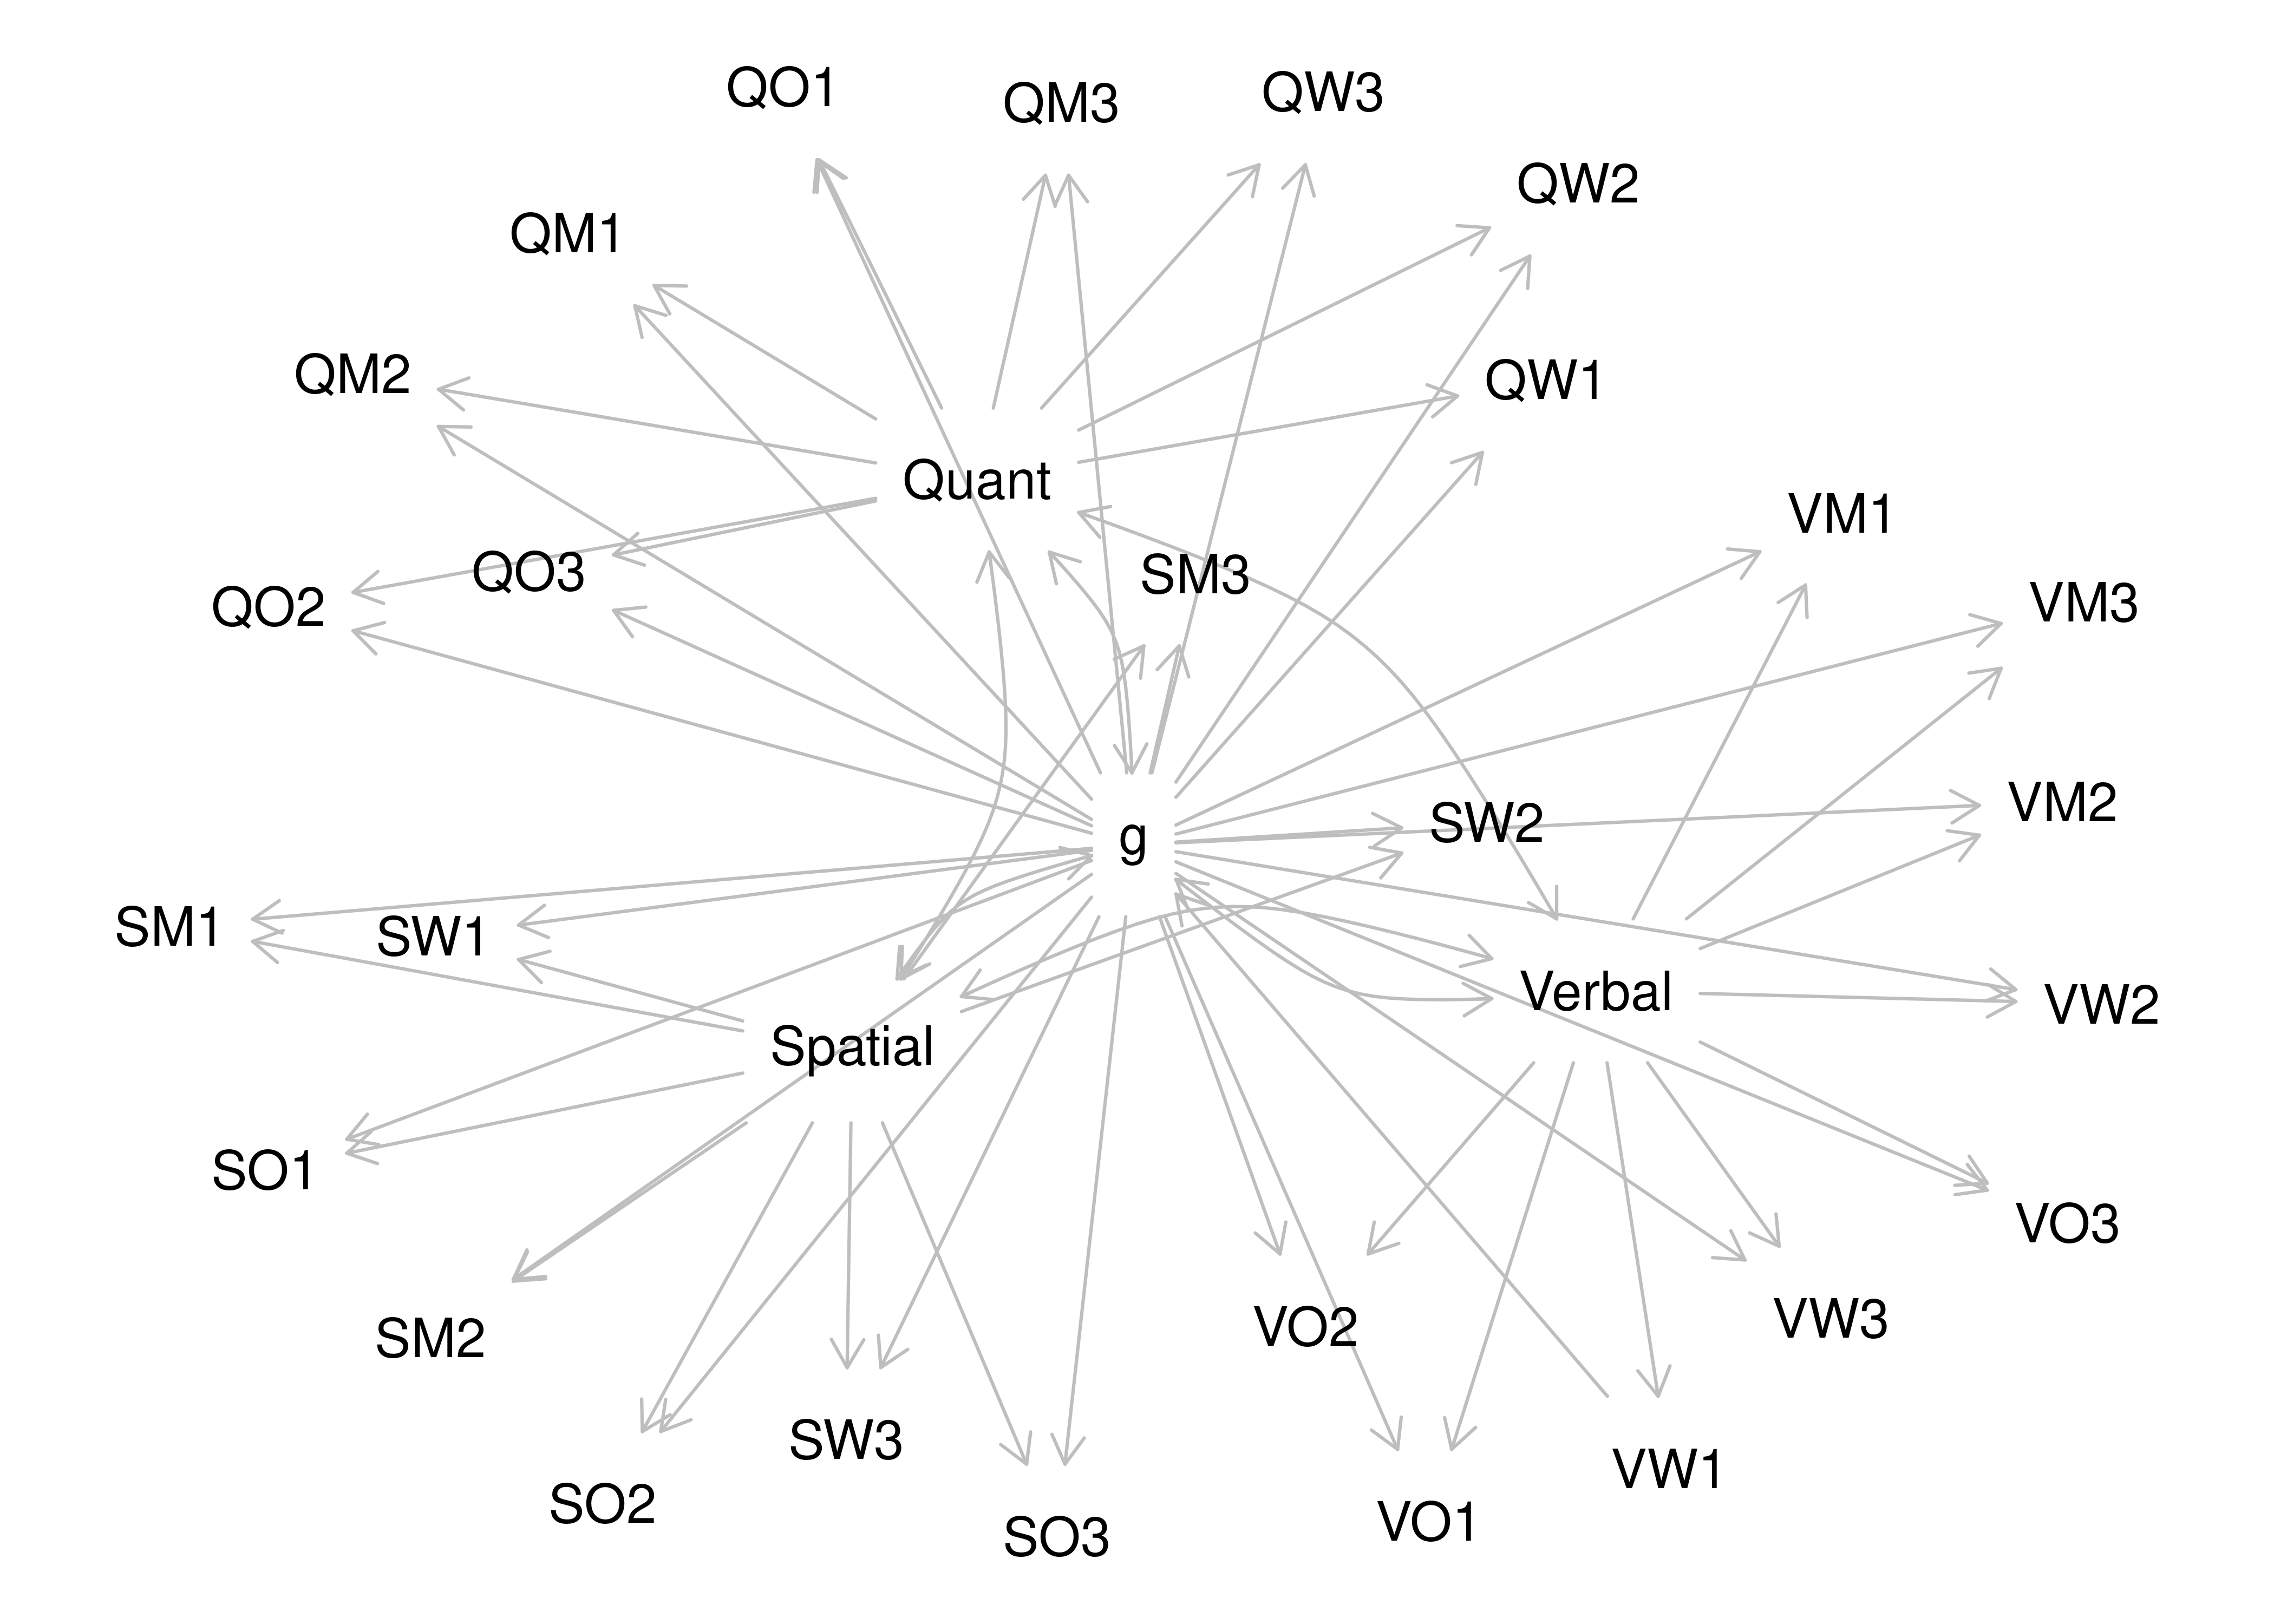 QO1
QM3
QW3
QW2
QM1
QM2
QW1
Quant
VM1
QO3
SM3
QO2
VM3
VM2
SW2
g
SM1
SW1
Verbal
VW2
Spatial
SO1
VO3
VW3
VO2
SM2
SW3
VW1
SO2
VO1
SO3